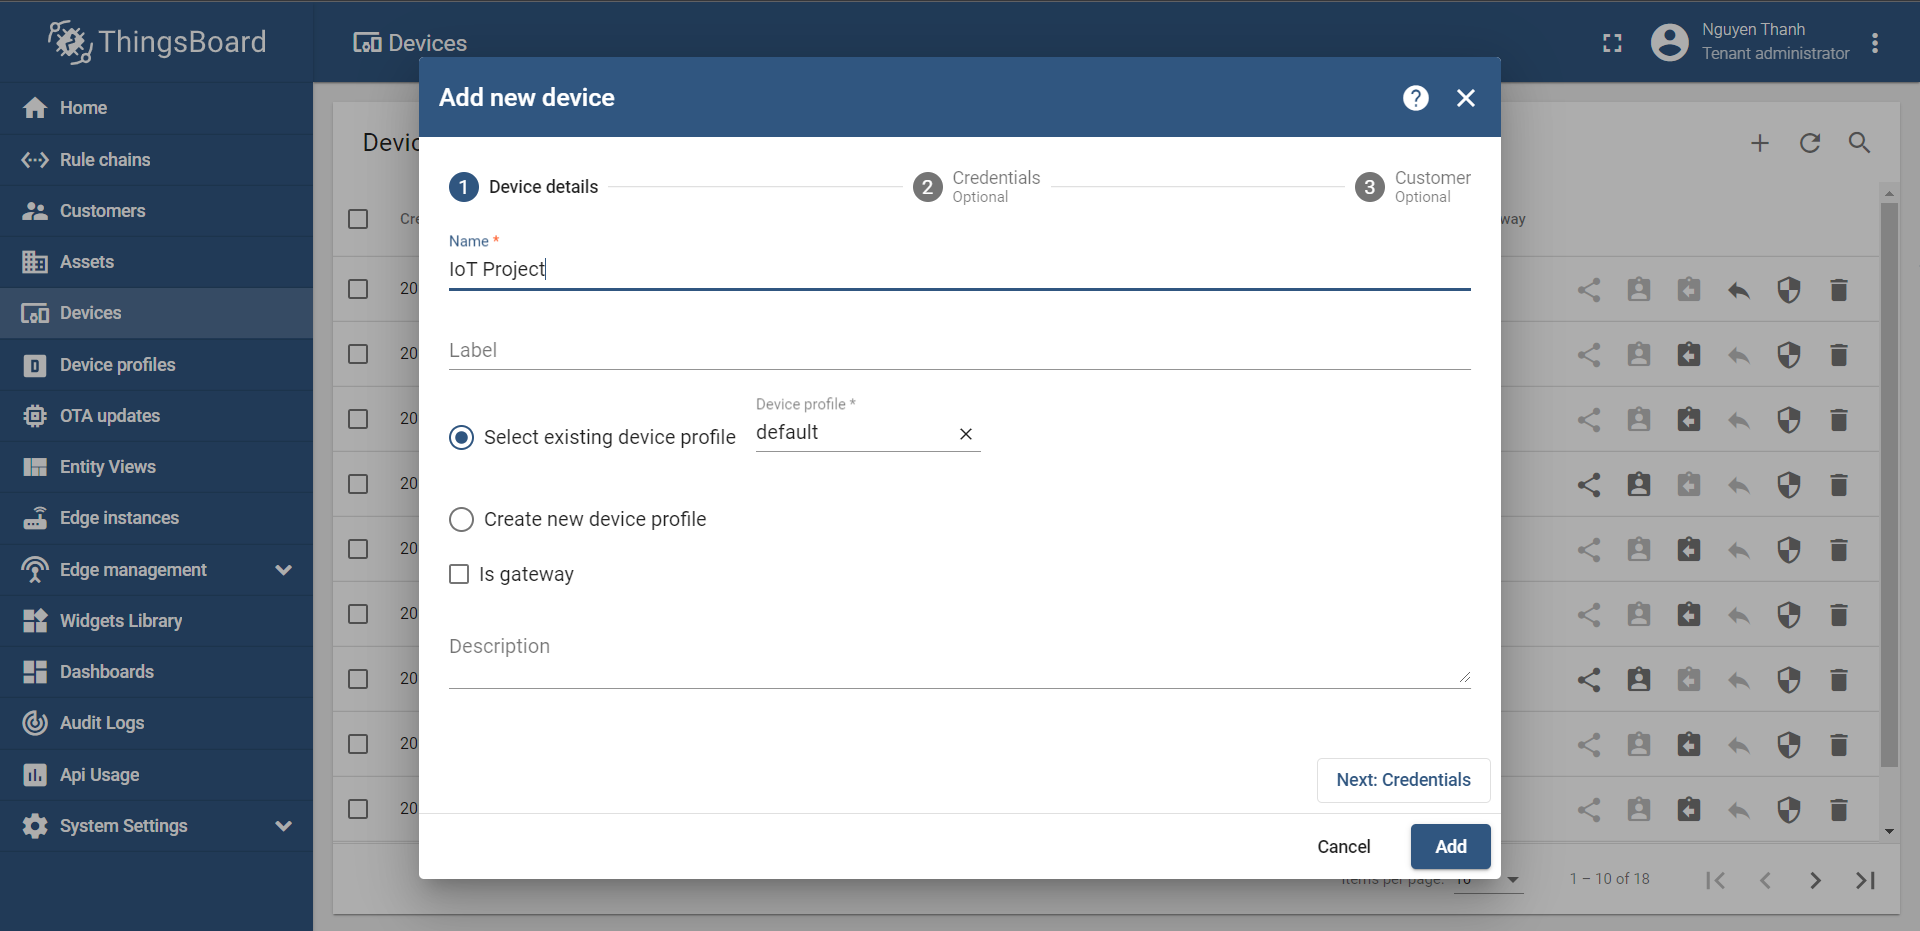 ThingsBoard
Devices
Nguyen Thanh
Tenant administrator
Home
Rule chains
Customers
Assets
Devices
Device profiles
OTA updates
Entity Views
Edge instances
Edge management
Widgets Library
Dashboards
Audit Logs
Api Usage
System Settings
Add new device
?
1 Device details
2 Credentials
Optional
3 Customer
Optional
Name *
IoT Project
Label
Device profile *
Select existing device profile
default
Create new device profile
Is gateway
Description
Next: Credentials
Cancel
Add
Devic
Cre
way
20
20
20
20
20
20
20
20
20
Items per page: 10
1 – 10 of 18